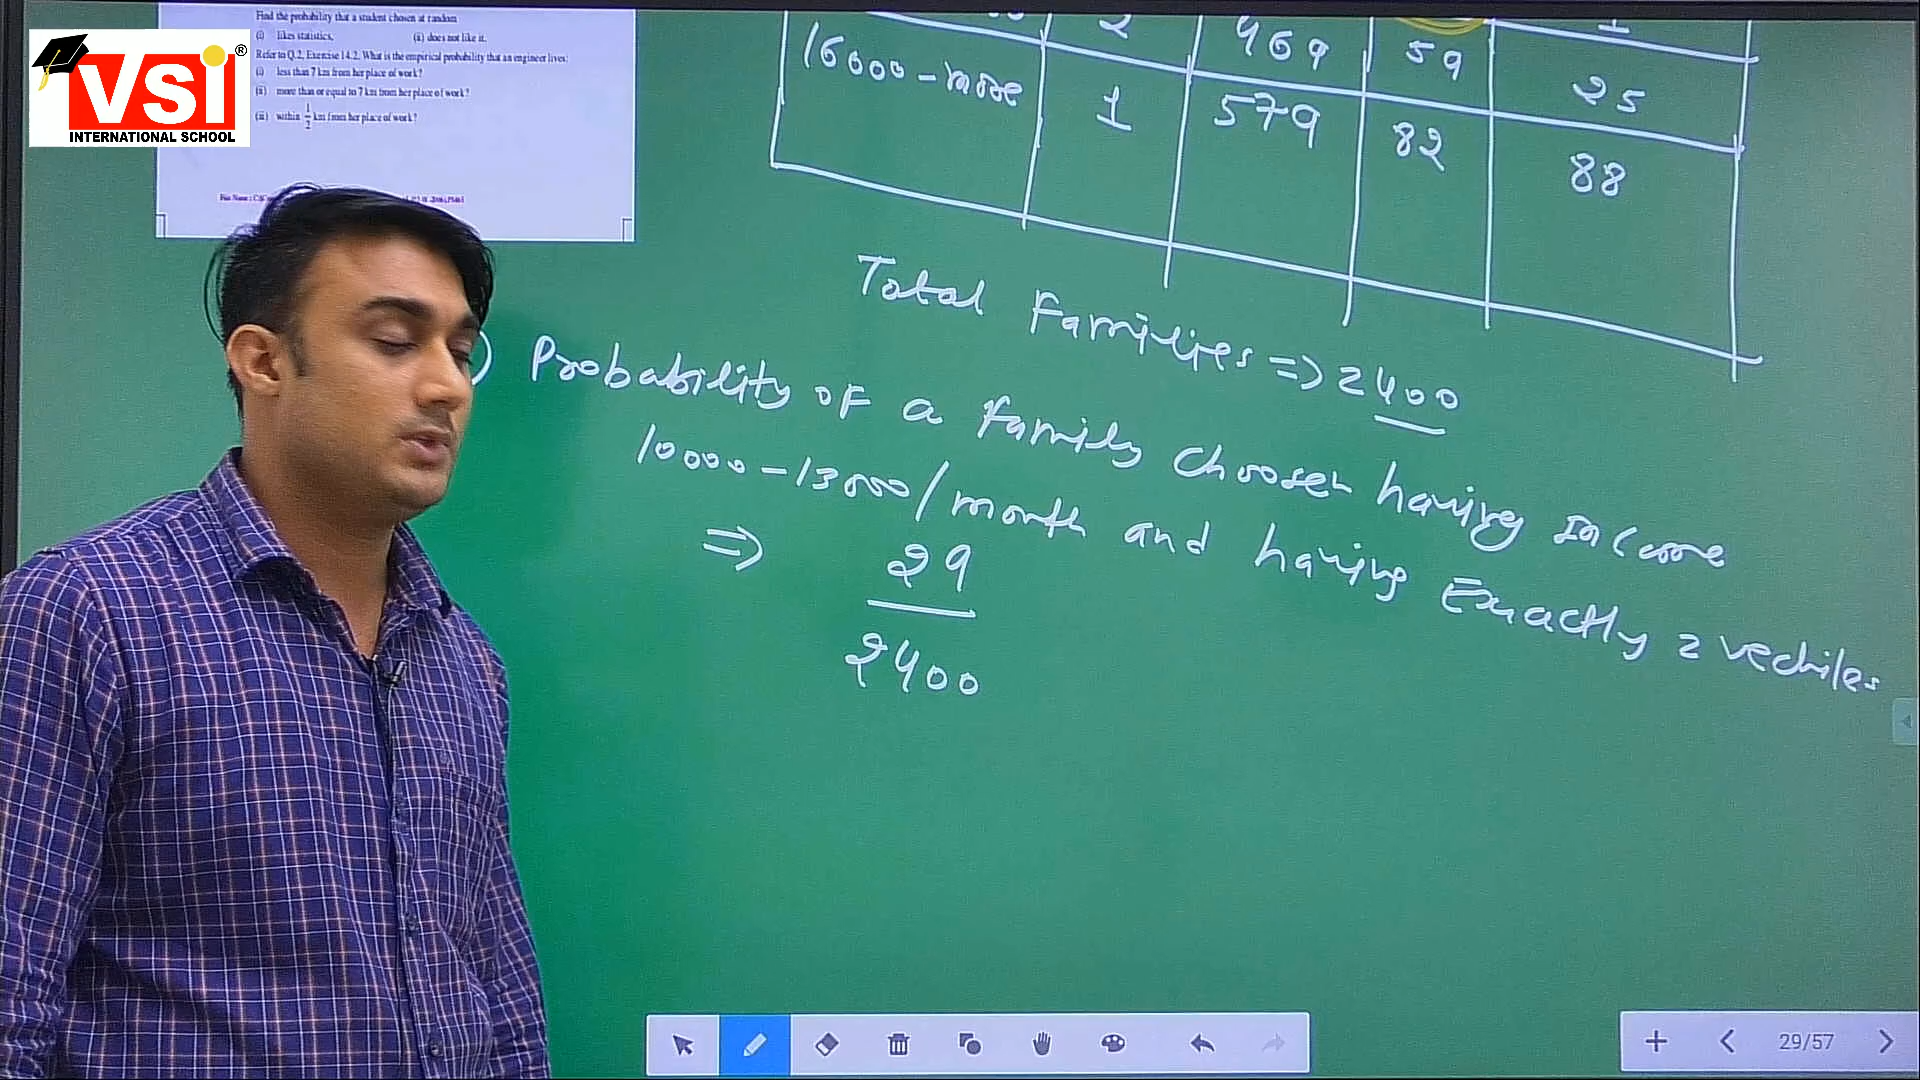 Find the probability that a student chosen at random
(i) likes statistics, (ii) does not like it.
Refer to Q.2, Exercise 14.2. What is the empirical probability that an engineer lives:
(i) less than 7 km from her place of work?
(ii) more than or equal to 7 km from her place of work?
(iii) within 1/2 km from her place of work?
File Name : C:\C
VSI ®
INTERNATIONAL SCHOOL
2 469 59
16000 - more 1 579 82 25
88
Total Families => 2400
) Probability of a family choosen having income
10000 - 13000 / month and having Exactly 2 vechiles
=> 29
2400
29/57